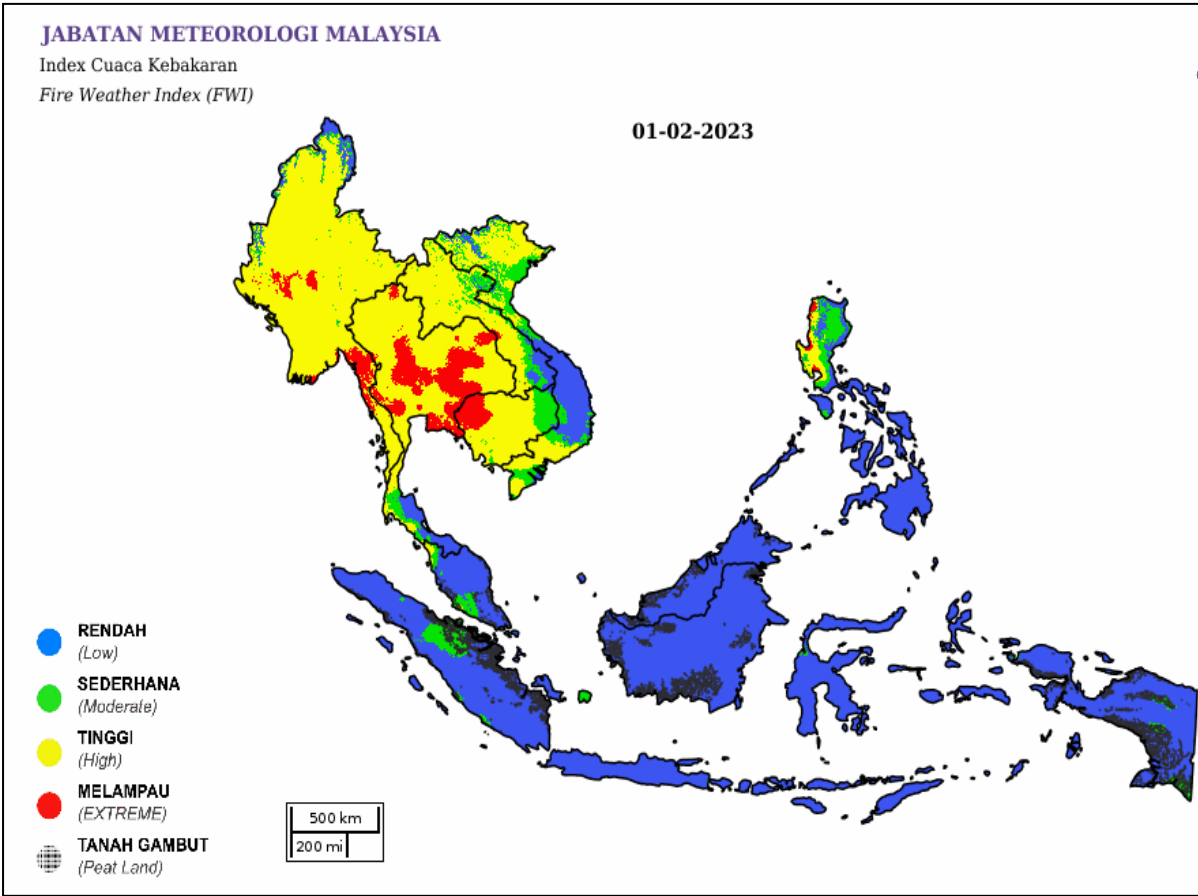 JABATAN METEOROLOGI MALAYSIA
Index Cuaca Kebakaran
Fire Weather Index (FWI)
01-02-2023
RENDAH
(Low)
SEDERHANA
(Moderate)
TINGGI
(High)
MELAMPAU
(EXTREME)
TANAH GAMBUT
(Peat Land)
500 km
200 mi